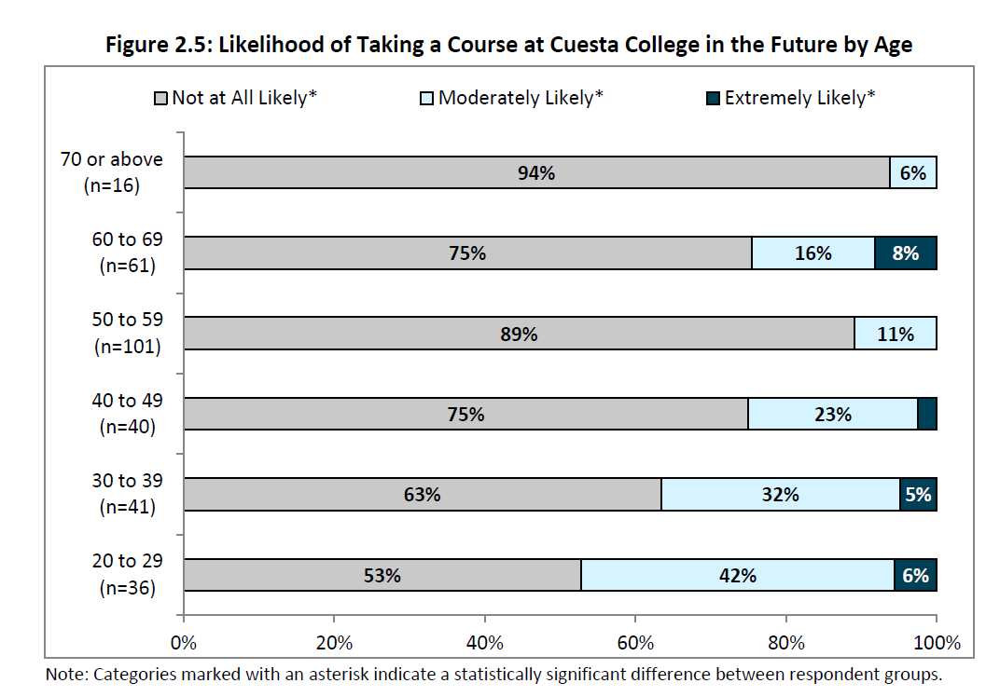 Figure 2.5: Likelihood of Taking a Course at Cuesta College in the Future by Age
Not at All Likely* Moderately Likely* Extremely Likely*
70 or above
(n=16)
94% 6%
60 to 69
(n=61)
75% 16% 8%
50 to 59
(n=101)
89% 11%
40 to 49
(n=40)
75% 23%
30 to 39
(n=41)
63% 32% 5%
20 to 29
(n=36)
53% 42% 6%
0% 20% 40% 60% 80% 100%
Note: Categories marked with an asterisk indicate a statistically significant difference between respondent groups.